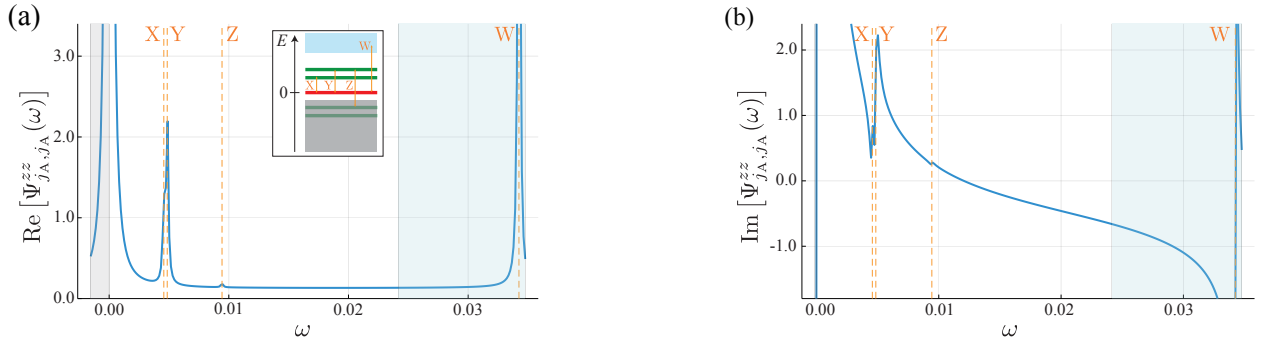 (a)
Re [Ψ^{zz}_{j_A, j_A}(ω)]
3.0
2.0
1.0
0.0
0.00
0.01
0.02
0.03
ω
X
Y
Z
W
E
0
X
Y
Z
W
(b)
Im [Ψ^{zz}_{j_A, j_A}(ω)]
2.0
1.0
0.0
-1.0
0.00
0.01
0.02
0.03
ω
X
Y
Z
W